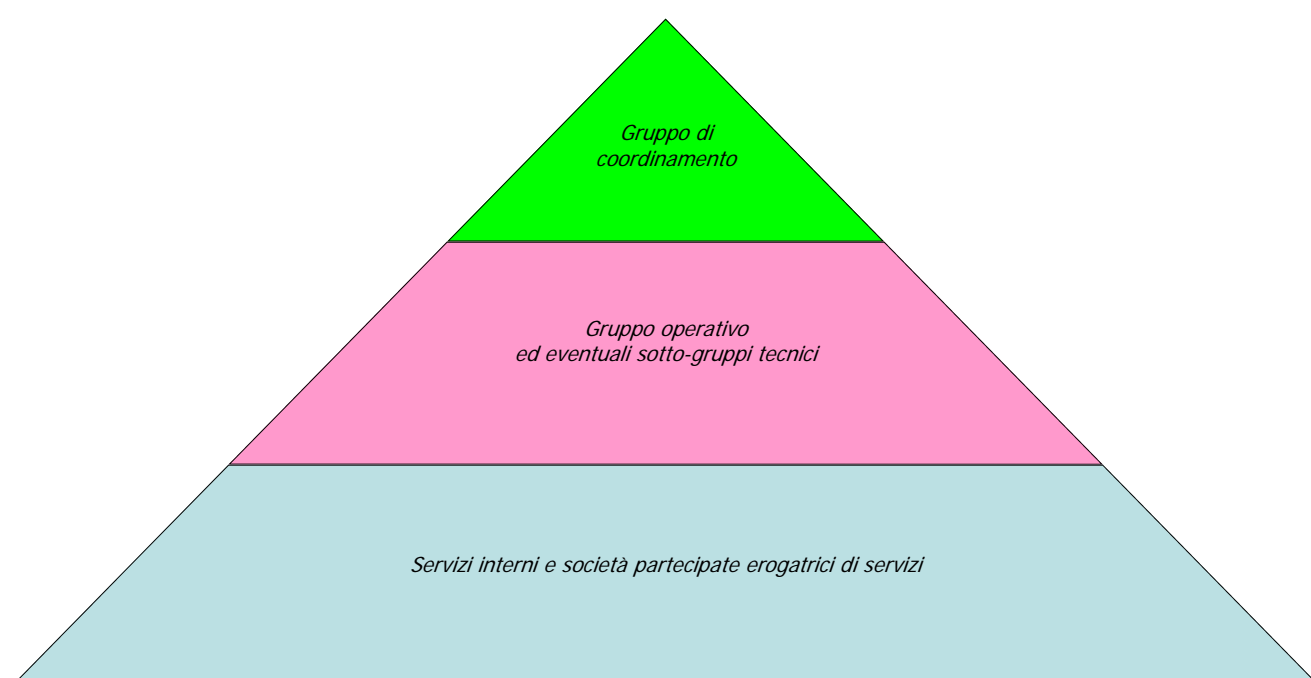 Gruppo di
coordinamento
Gruppo operativo
ed eventuali sotto-gruppi tecnici
Servizi interni e società partecipate erogatrici di servizi